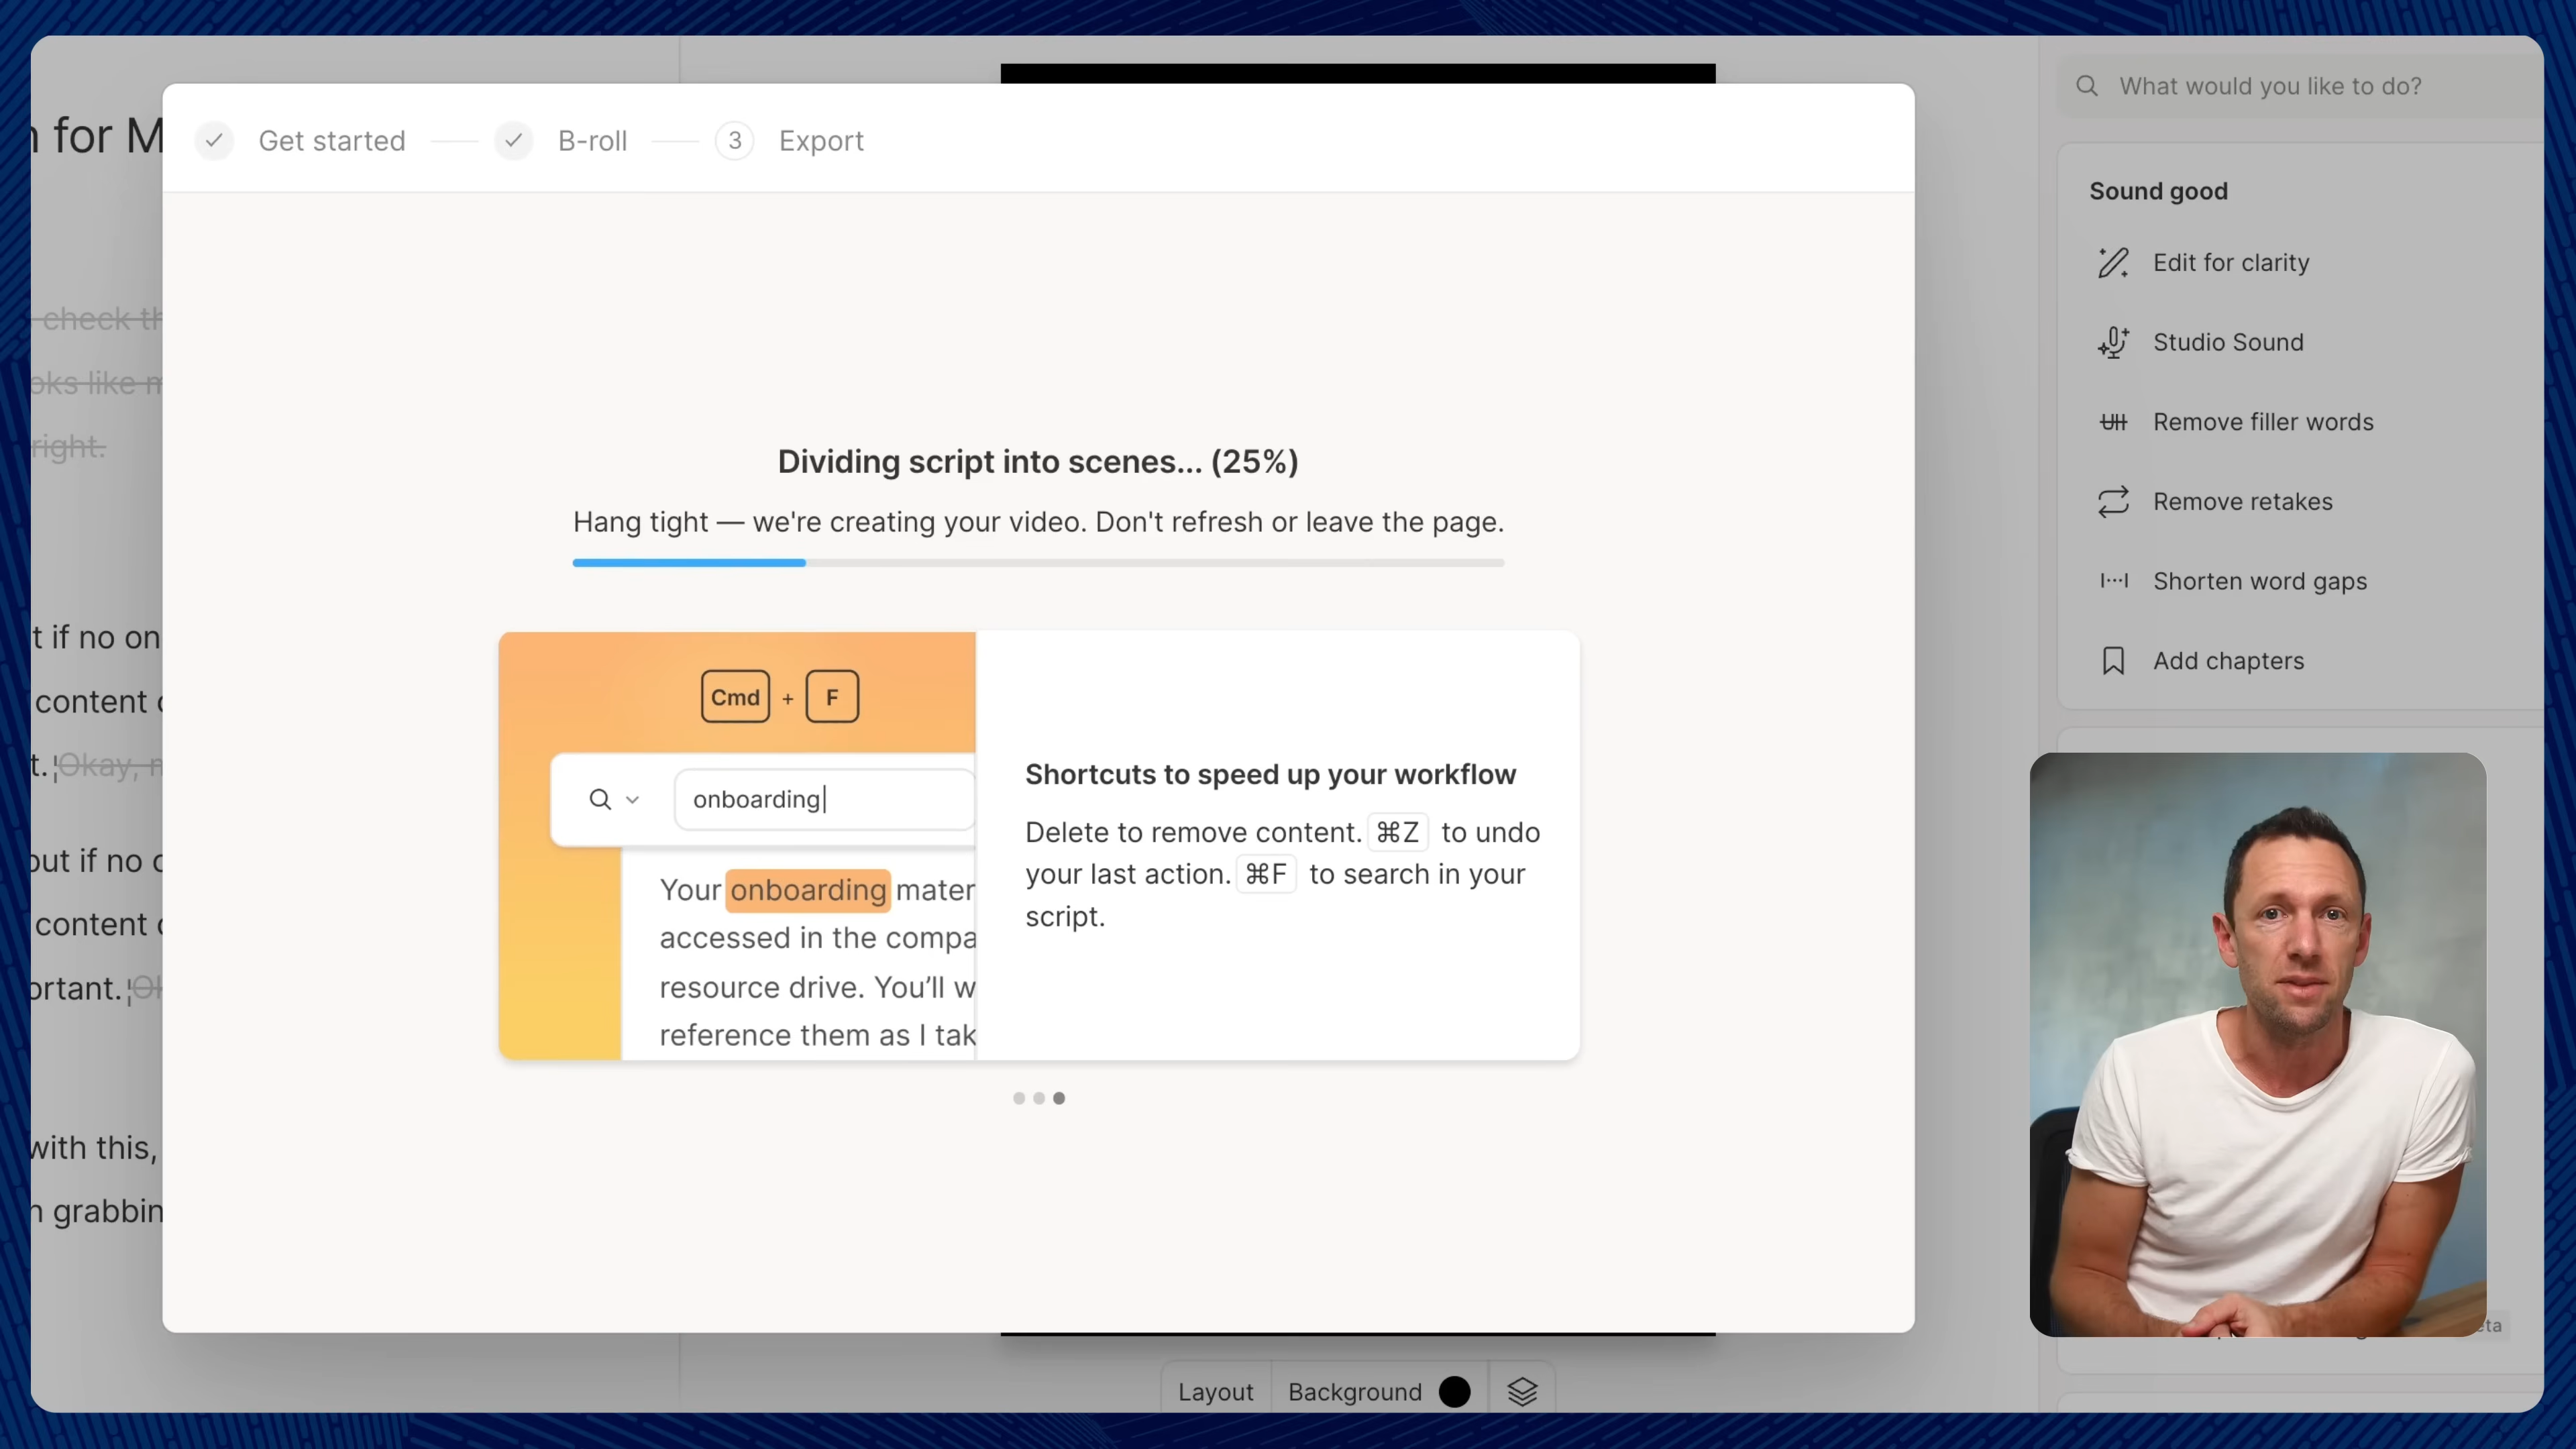 for M
check th
oks like m
right.
t if no on
content
t. Okay,
out if no
content
ortant.
with this,
n grabbin
Get started
B-roll
3 Export
Dividing script into scenes... (25%)
Hang tight — we're creating your video. Don't refresh or leave the page.
Cmd + F
onboarding
Your onboarding mater
accessed in the compa
resource drive. You’ll w
reference them as I tak
Shortcuts to speed up your workflow
Delete to remove content. ⌘Z to undo
your last action. ⌘F to search in your
script.
Layout Background
What would you like to do?
Sound good
Edit for clarity
Studio Sound
Remove filler words
Remove retakes
Shorten word gaps
Add chapters
eta